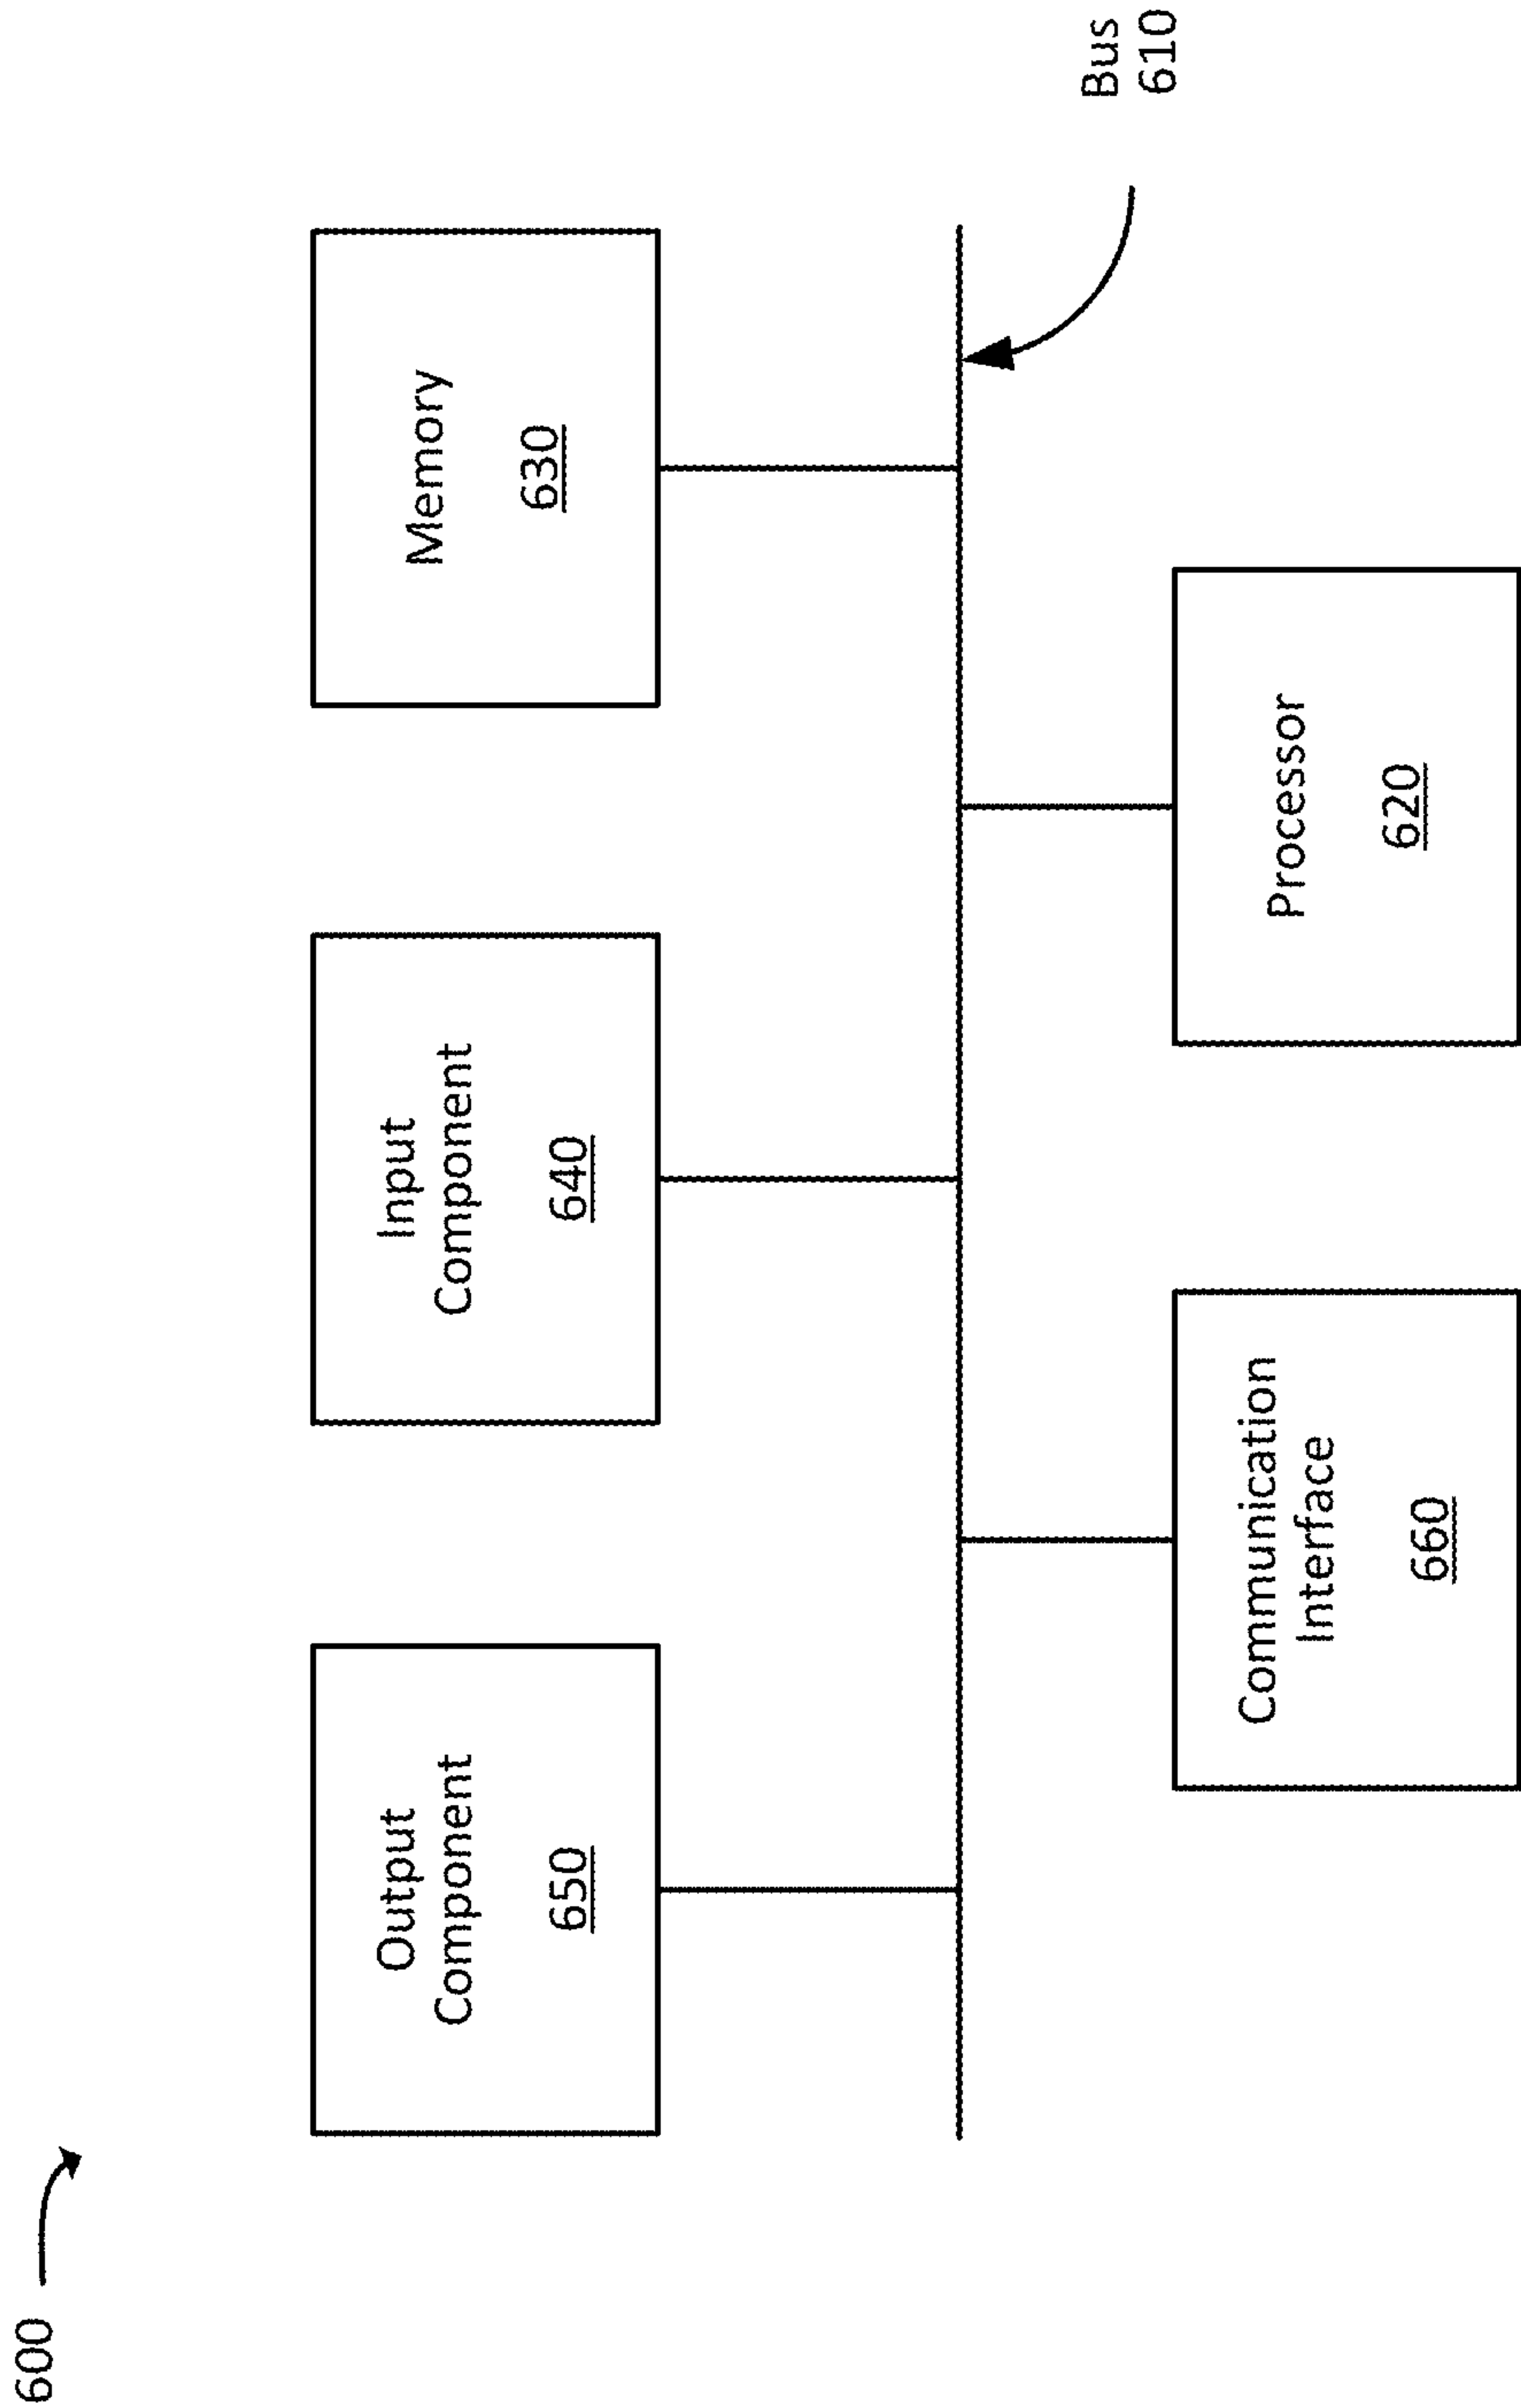 600
Output
Component
650
Input
Component
640
Memory
630
Bus
610
Communication
Interface
660
Processor
620